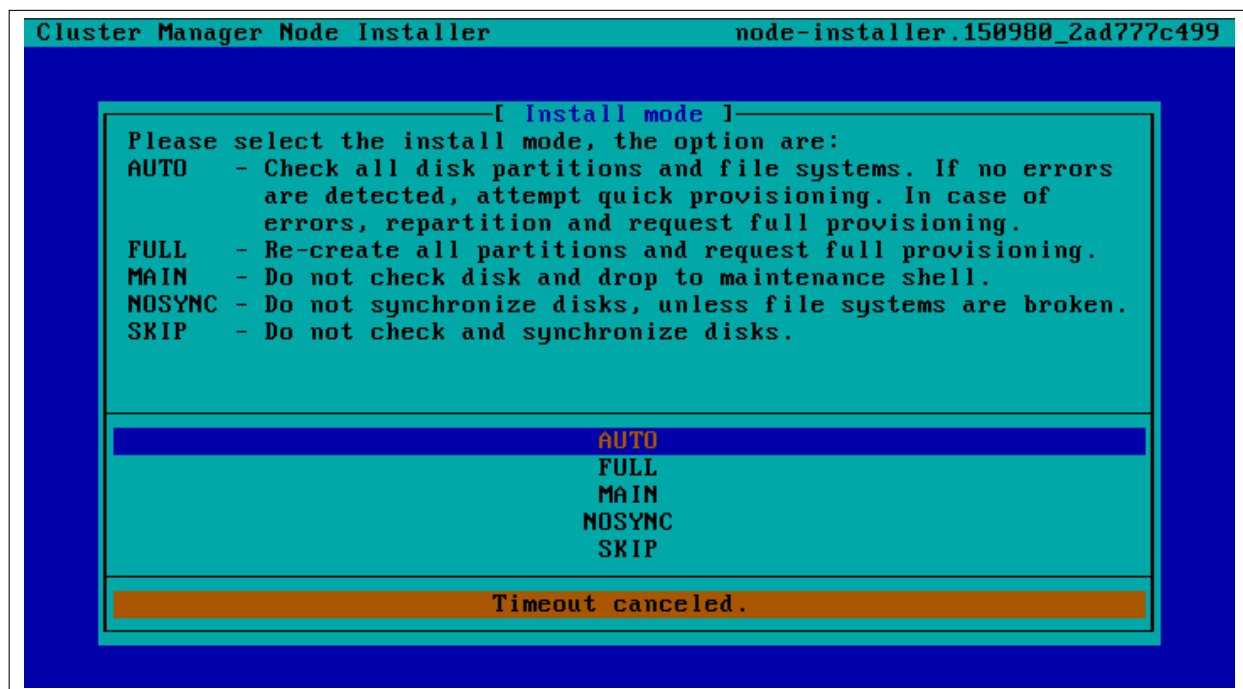 Cluster Manager Node Installer node-installer.150980_2ad777c499
[ Install mode ]
Please select the install mode, the option are:
AUTO - Check all disk partitions and file systems. If no errors
are detected, attempt quick provisioning. In case of
errors, repartition and request full provisioning.
FULL - Re-create all partitions and request full provisioning.
MAIN - Do not check disk and drop to maintenance shell.
NOSYNC - Do not synchronize disks, unless file systems are broken.
SKIP - Do not check and synchronize disks.
AUTO
FULL
MAIN
NOSYNC
SKIP
Timeout canceled.